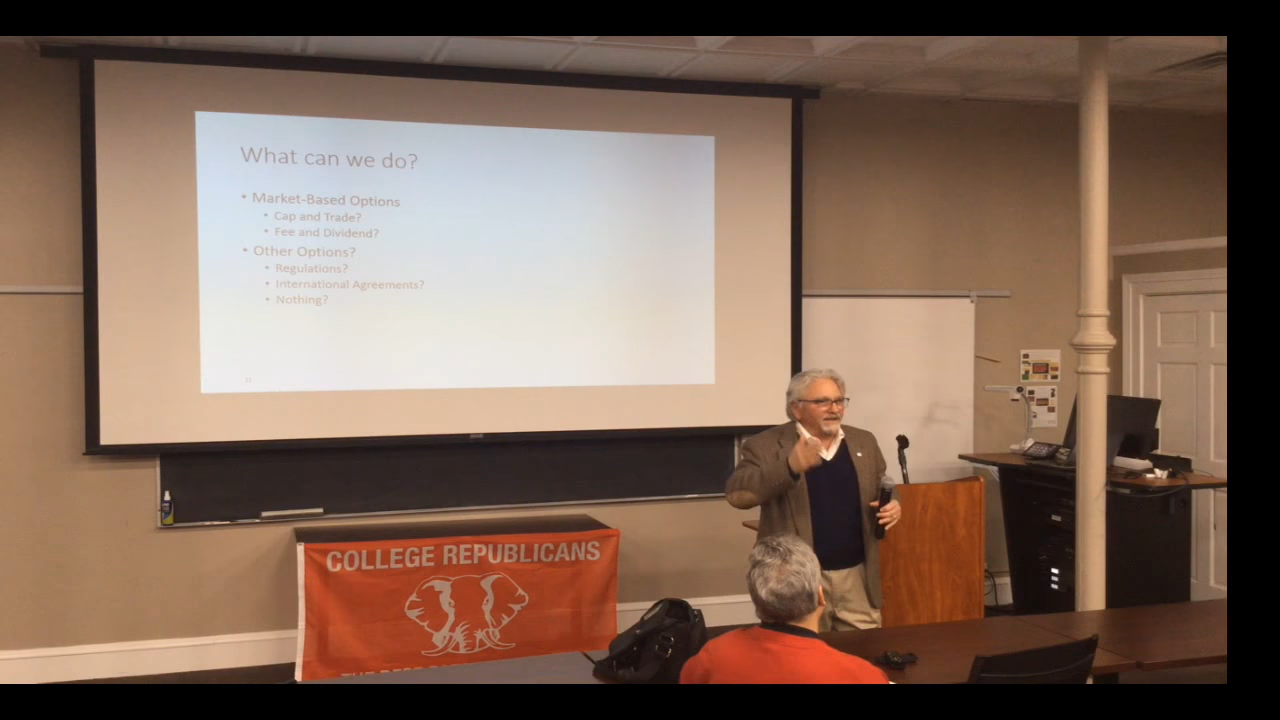 What can we do?
• Market-Based Options
• Cap and Trade?
• Fee and Dividend?
• Other Options?
• Regulations?
• International Agreements?
• Nothing?
COLLEGE REPUBLICANS